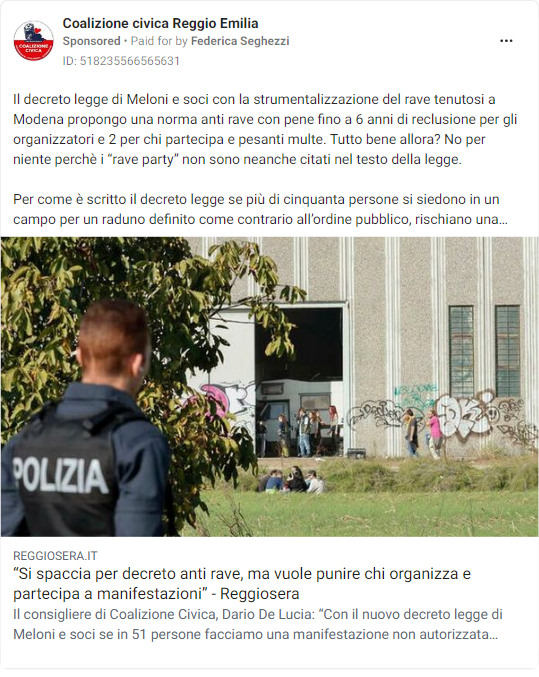 Coalizione civica Reggio Emilia
Sponsored • Paid for by Federica Seghezzi
ID: 518235566565631
Il decreto legge di Meloni e soci con la strumentalizzazione del rave tenutosi a
Modena propongo una norma anti rave con pene fino a 6 anni di reclusione per gli
organizzatori e 2 per chi partecipa e pesanti multe. Tutto bene allora? No per
niente perchè i “rave party” non sono neanche citati nel testo della legge.
Per come è scritto il decreto legge se più di cinquanta persone si siedono in un
campo per un raduno definito come contrario all’ordine pubblico, rischiano una...
POLIZIA
REGGIOSERA.IT
“Si spaccia per decreto anti rave, ma vuole punire chi organizza e
partecipa a manifestazioni” - Reggiosera
Il consigliere di Coalizione Civica, Dario De Lucia: “Con il nuovo decreto legge di
Meloni e soci se in 51 persone facciamo una manifestazione non autorizzata...